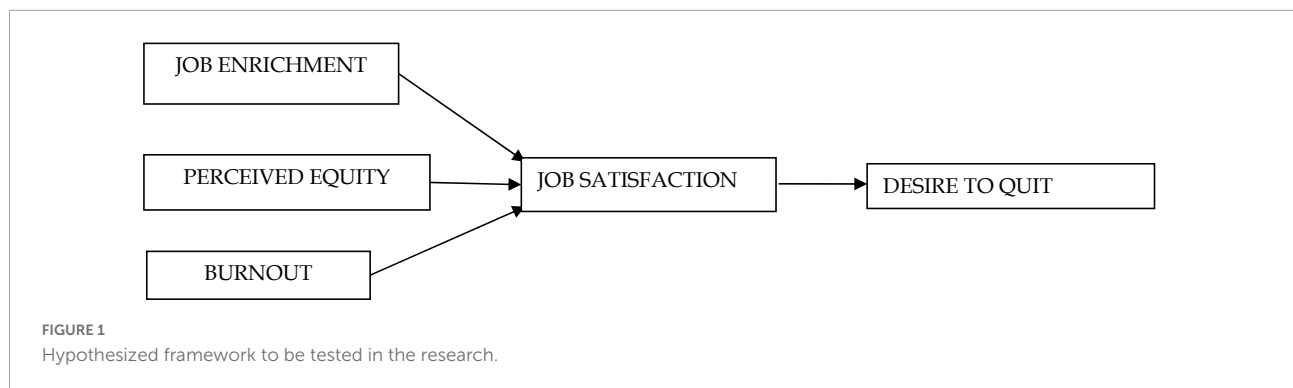 JOB ENRICHMENT
PERCEIVED EQUITY
JOB SATISFACTION
DESIRE TO QUIT
BURNOUT
FIGURE 1
Hypothesized framework to be tested in the research.